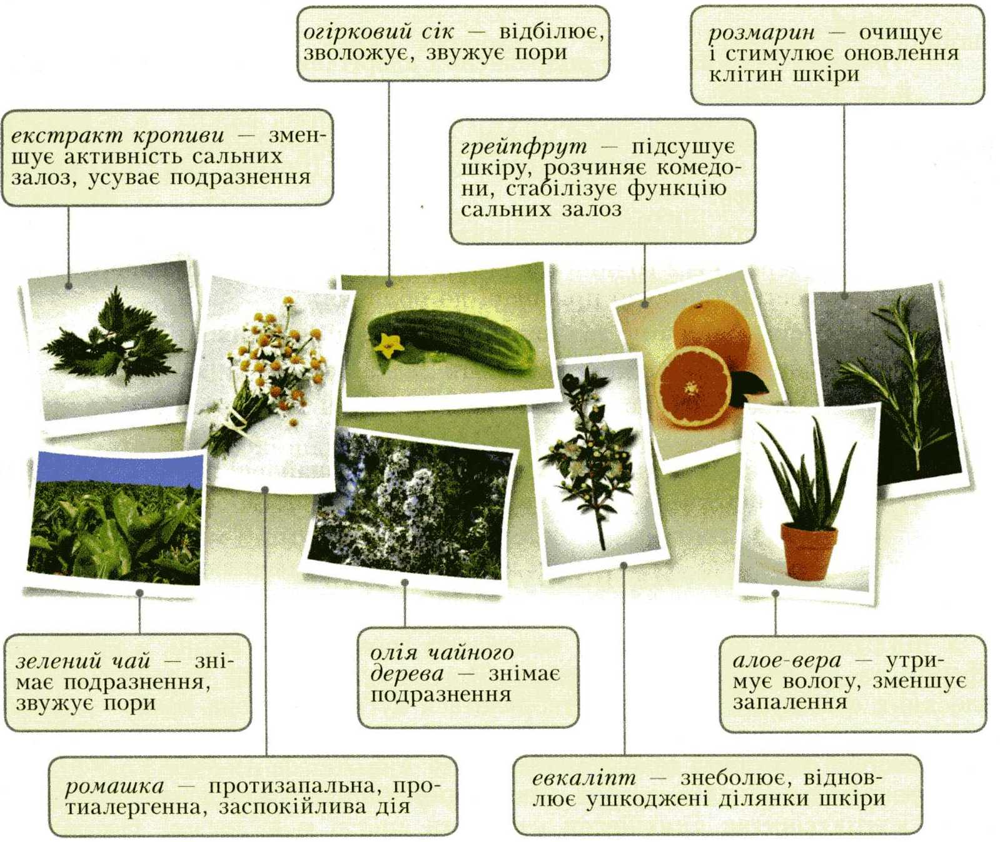 огірковий сік — відбілює,
зволожує, звужує пори
розмарин — очищує
і стимулює оновлення
клітин шкіри
екстракт кропиви — змен-
шує активність сальних
залоз, усуває подразнення
грейпфрут — підсушує
шкіру, розчиняє комедо-
ни, стабілізує функцію
сальних залоз
зелений чай — зні-
має подразнення,
звужує пори
олія чайного
дерева — знімає
подразнення
алое-вера — утри-
мує вологу, зменшує
запалення
ромашка — протизапальна, про-
тиалергенна, заспокійлива дія
евкаліпт — знеболює, віднов-
лює ушкоджені ділянки шкіри